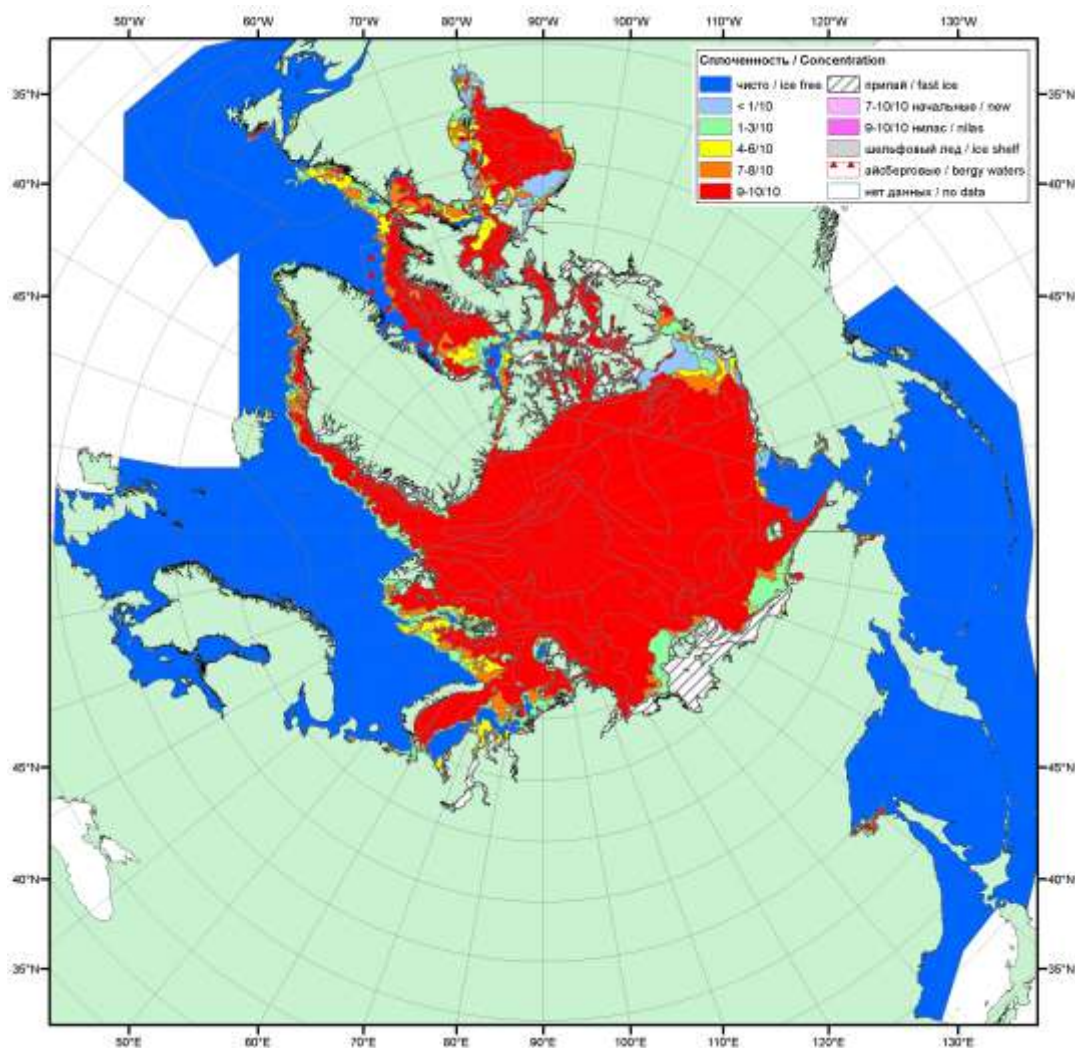 50°W 60°W 70°W 80°W 90°W 100°W 110°W 120°W 130°W
Сплоченность / Concentration
чисто / ice free
< 1/10
1-3/10
4-6/10
7-8/10
9-10/10
припай / fast ice
7-10/10 начальные / new
9-10/10 нилас / nilas
шельфовый лед / ice shelf
айсберговые / bergy waters
нет данных / no data
35°N 35°N
40°N 40°N
45°N 45°N
45°N 45°N
40°N 40°N
35°N 35°N
50°E 60°E 70°E 80°E 90°E 100°E 110°E 120°E 130°E